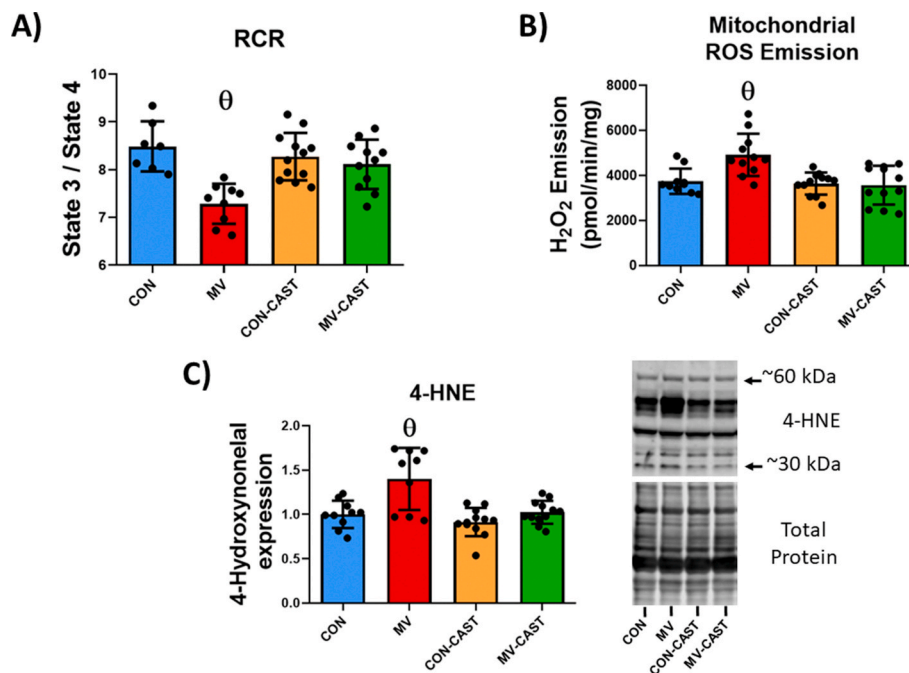 A)
RCR
State 3 / State 4
10
9
8
7
6
θ
CON
MV
CON-CAST
MV-CAST
B)
Mitochondrial
ROS Emission
H₂O₂ Emission
(pmol/min/mg)
8000
6000
4000
2000
0
θ
CON
MV
CON-CAST
MV-CAST
C)
4-HNE
4-Hydroxynonelal
expression
2.0
1.5
1.0
0.5
0.0
θ
CON
MV
CON-CAST
MV-CAST
~60 kDa
4-HNE
~30 kDa
Total
Protein
CON
MV
CON-CAST
MV-CAST